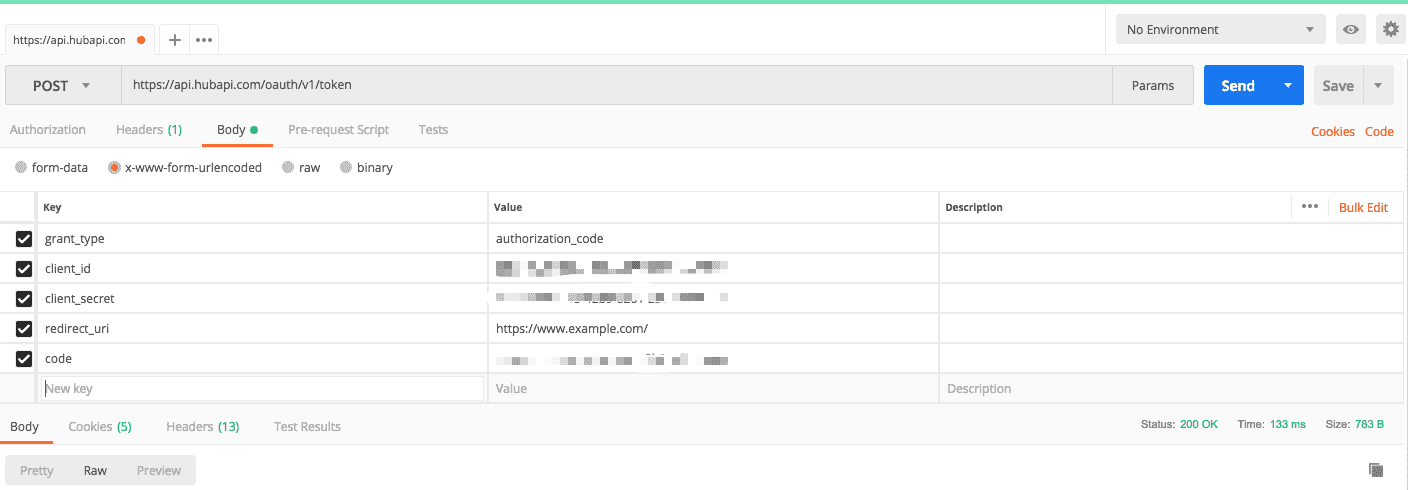 No Environment
https://api.hubapi.con
POST https://api.hubapi.com/oauth/v1/token Params Send Save
Authorization Headers (1) Body Pre-request Script Tests Cookies Code
form-data x-www-form-urlencoded raw binary
Key Value Description Bulk Edit
grant_type authorization_code
client_id
client_secret
redirect_uri https://www.example.com/
code
New key Value Description
Body Cookies (5) Headers (13) Test Results Status: 200 OK Time: 133 ms Size: 783 B
Pretty Raw Preview